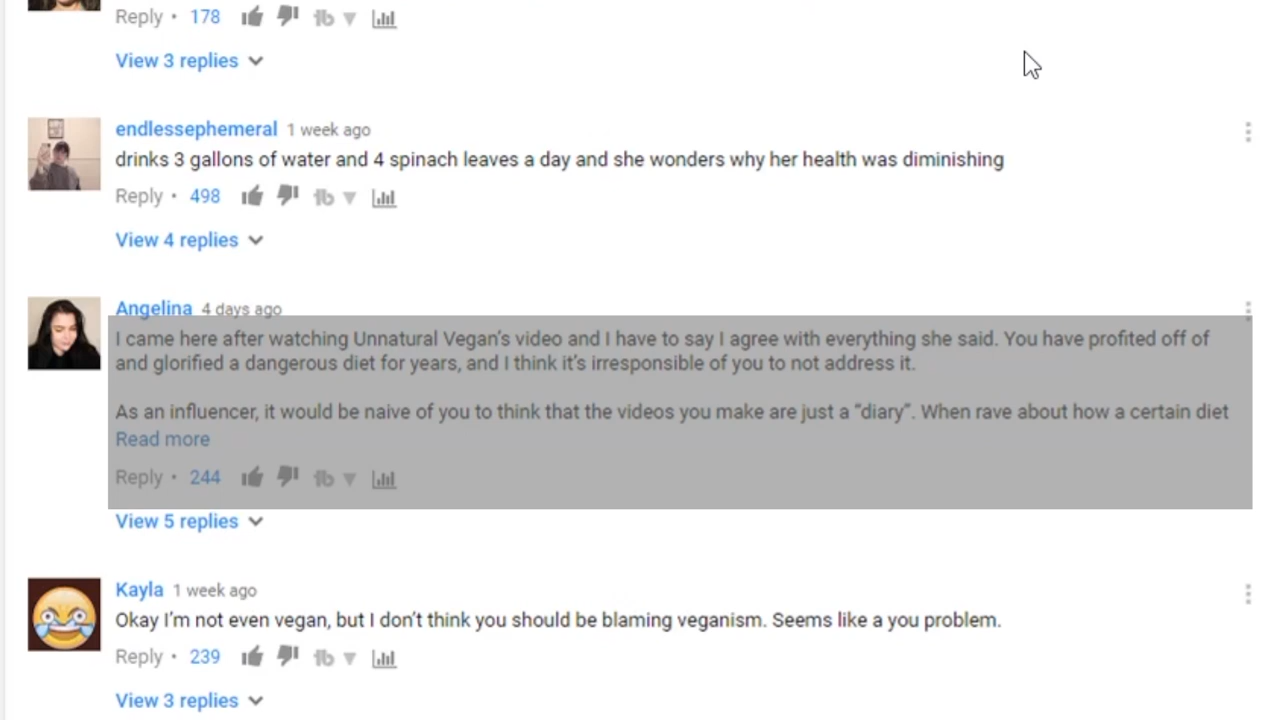 Reply • 178
View 3 replies
endlessephemeral 1 week ago
drinks 3 gallons of water and 4 spinach leaves a day and she wonders why her health was diminishing
Reply • 498
View 4 replies
Angelina 4 days ago
I came here after watching Unnatural Vegan's video and I have to say I agree with everything she said. You have profited off of
and glorified a dangerous diet for years, and I think it's irresponsible of you to not address it.
As an influencer, it would be naive of you to think that the videos you make are just a “diary”. When rave about how a certain diet
Read more
Reply • 244
View 5 replies
Kayla 1 week ago
Okay I'm not even vegan, but I don't think you should be blaming veganism. Seems like a you problem.
Reply • 239
View 3 replies